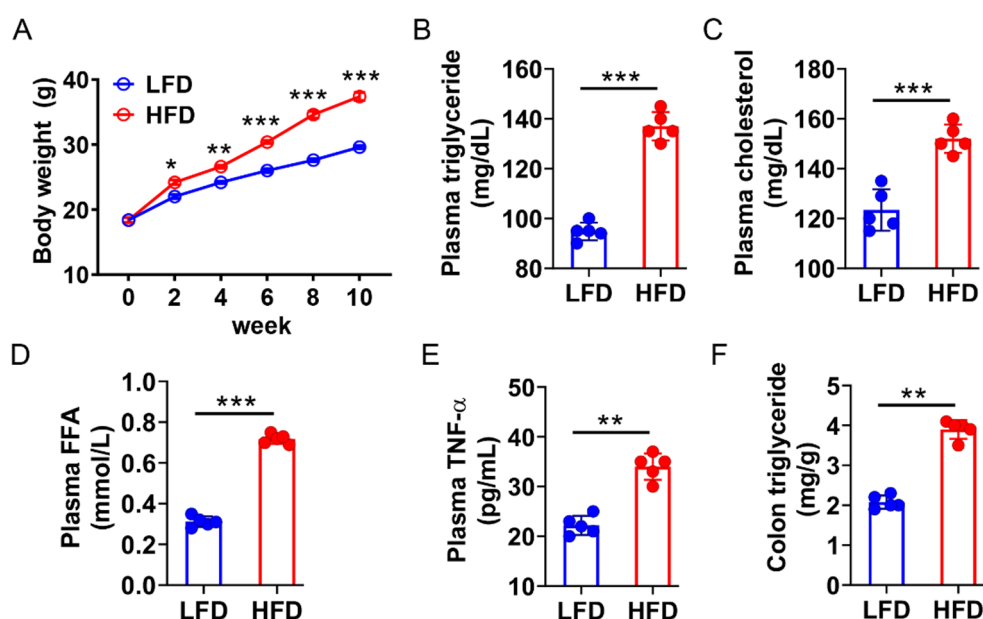 A
Body weight (g)
40
30
20
10
LFD
HFD
*
**
***
***
***
0
2
4
6
8
10
week
B
Plasma triglyceride
(mg/dL)
160
140
120
100
80
***
LFD
HFD
C
Plasma cholesterol
(mg/dL)
180
160
140
120
100
***
LFD
HFD
D
Plasma FFA
(mmol/L)
1.0
0.8
0.6
0.4
0.2
0.0
***
LFD
HFD
E
Plasma TNF-α
(pg/mL)
50
40
30
20
10
**
LFD
HFD
F
Colon triglyceride
(mg/g)
5
4
3
2
1
0
**
LFD
HFD